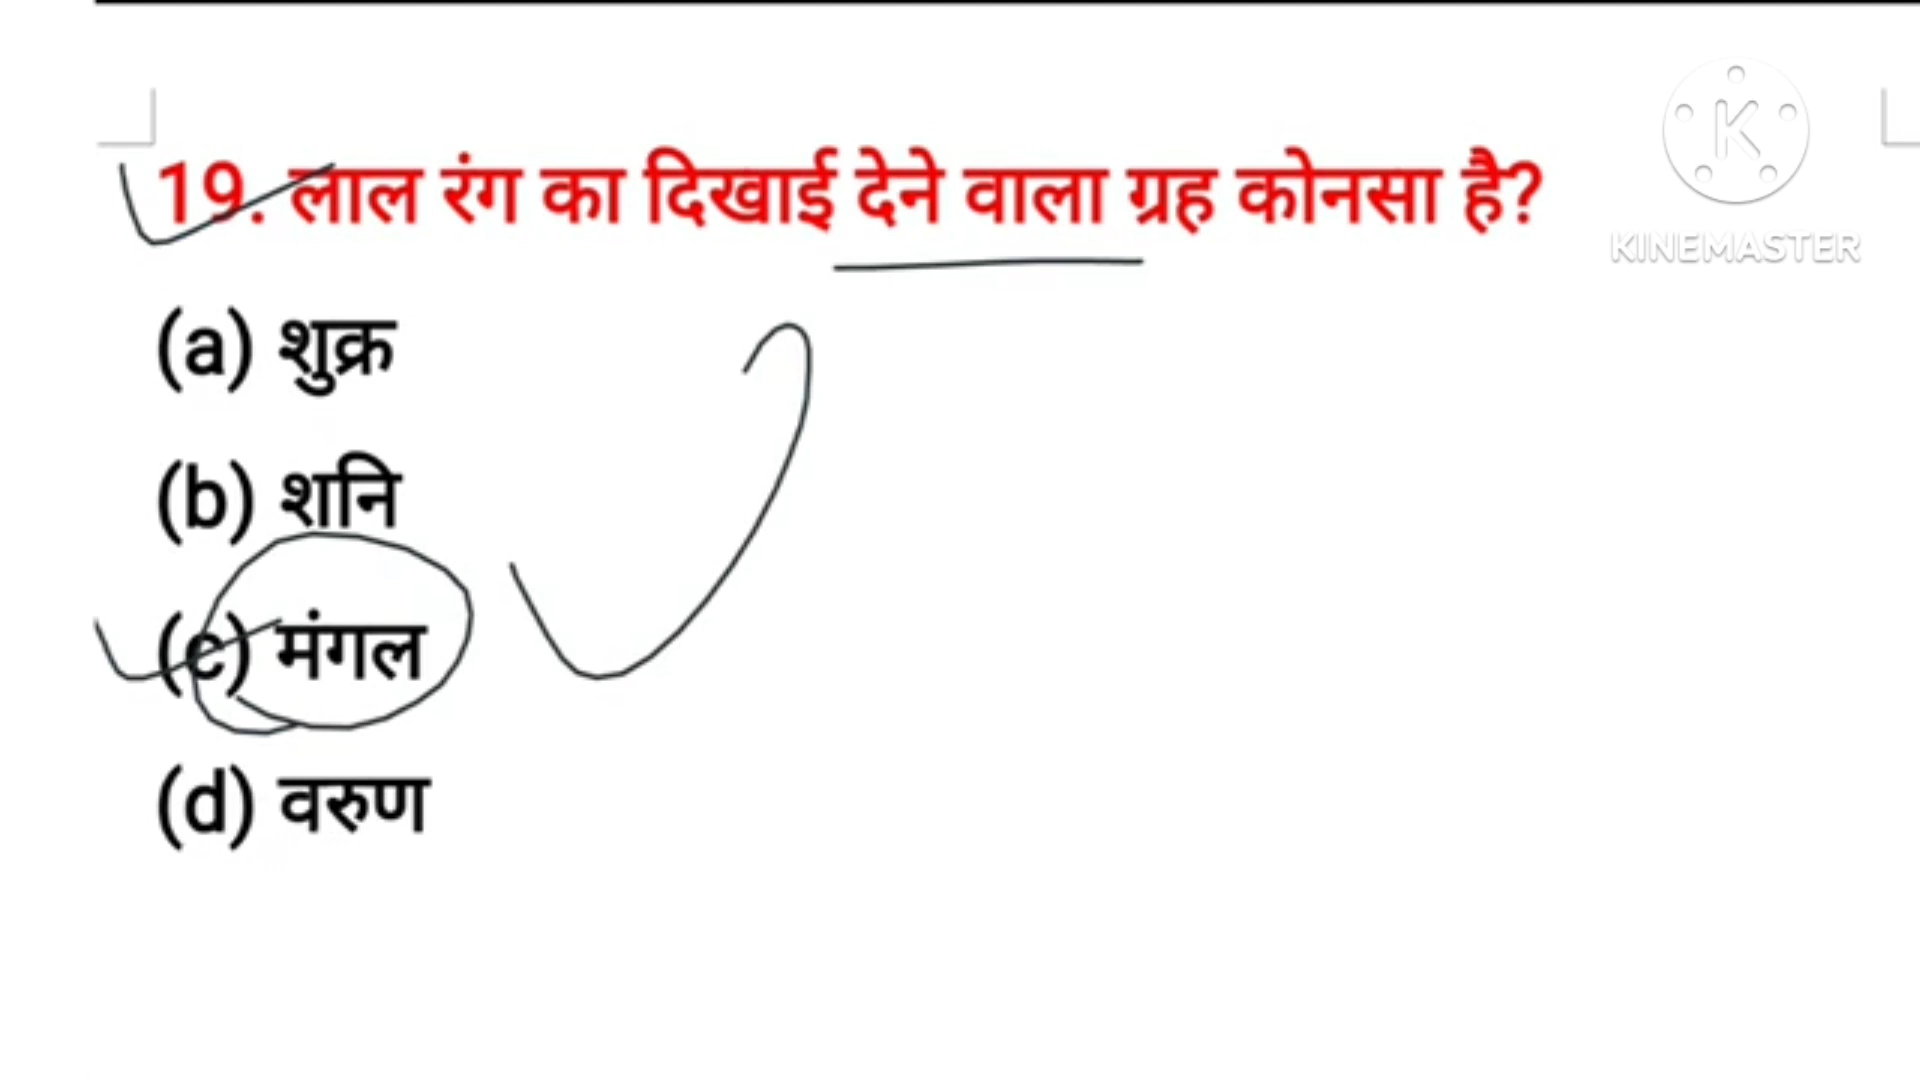 19. लाल रंग का दिखाई देने वाला ग्रह कोनसा है?
K
KINEMASTER
(a) शुक्र
(b) शनि
(c) मंगल
(d) वरुण